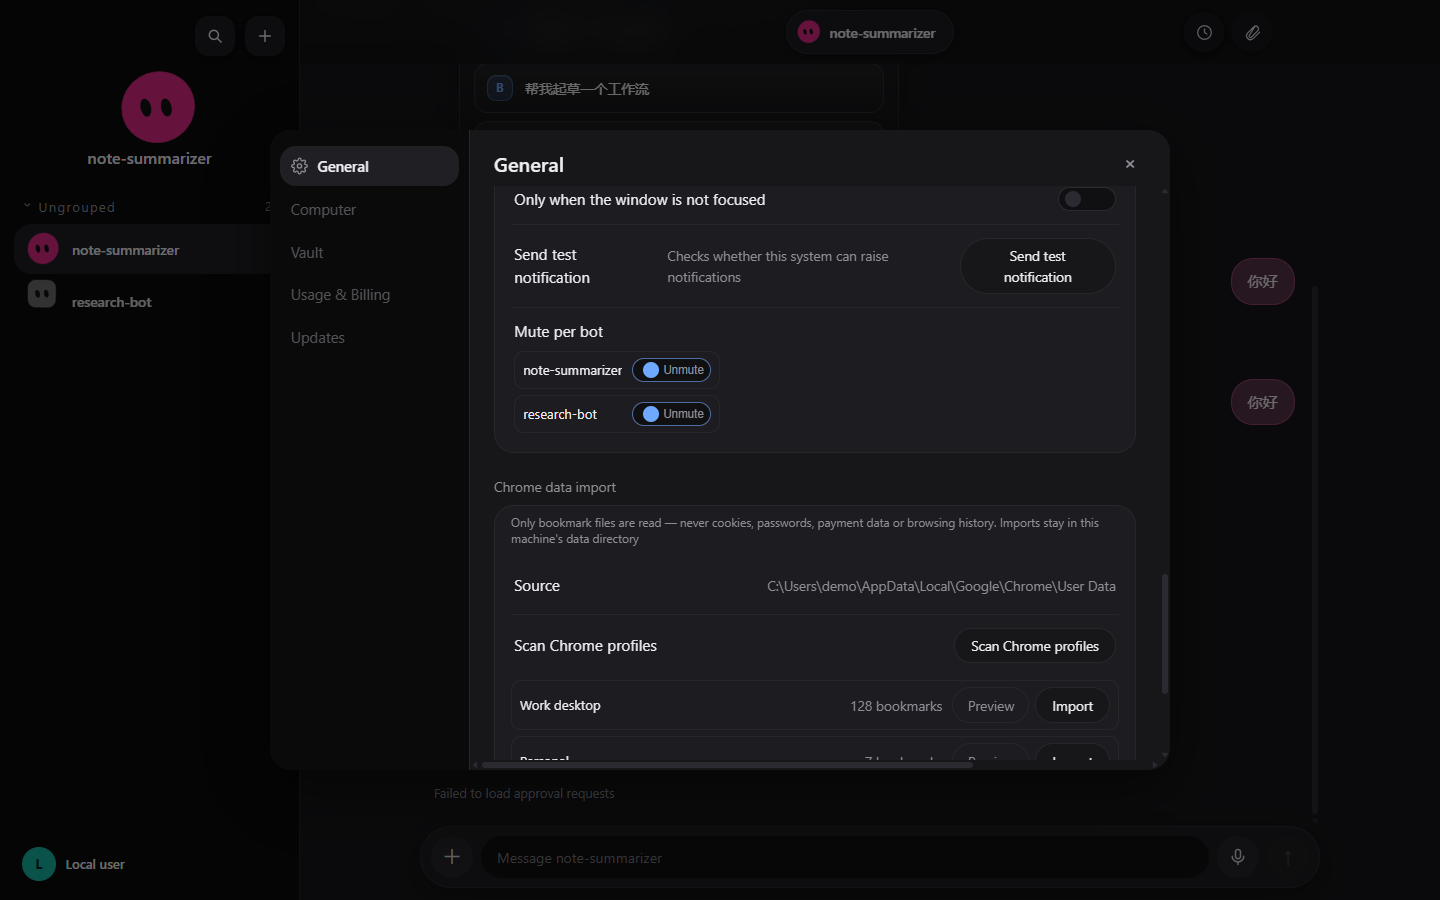 note-summarizer
B
帮我起草一个工作流
note-summarizer
Ungrouped
note-summarizer
research-bot
General
Computer
Vault
Usage & Billing
Updates
General
Only when the window is not focused
Send test
notification
Checks whether this system can raise
notifications
Send test
notification
Mute per bot
note-summarizer
Unmute
research-bot
Unmute
Chrome data import
Only bookmark files are read — never cookies, passwords, payment data or browsing history. Imports stay in this
machine's data directory
Source
C:\Users\demo\AppData\Local\Google\Chrome\User Data
Scan Chrome profiles
Scan Chrome profiles
Work desktop
128 bookmarks
Preview
Import
你好
你好
Failed to load approval requests
Message note-summarizer
L
Local user